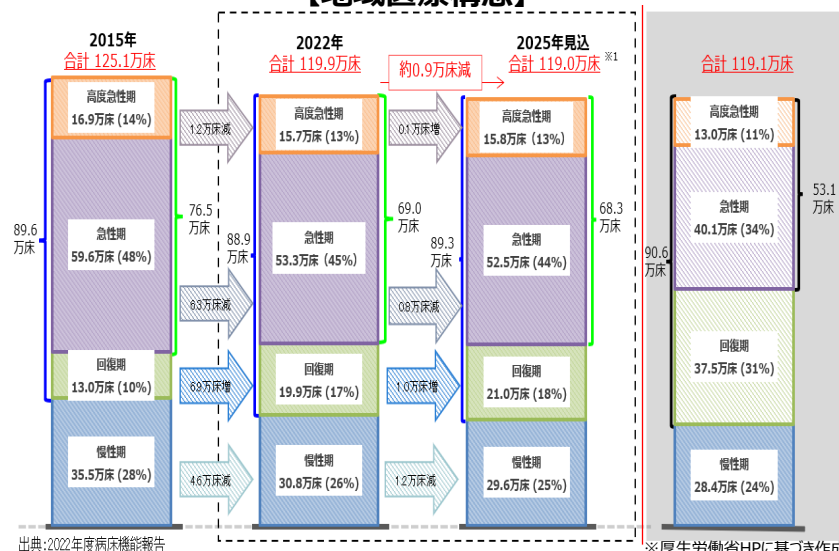 【地域医療構想】
2015年
合計 125.1万床
高度急性期
16.9万床 (14%)
急性期
59.6万床 (48%)
回復期
13.0万床 (10%)
慢性期
35.5万床 (28%)
89.6
万床
76.5
万床
1.2万床減
6.3万床減
6.9万床増
4.6万床減
2022年
合計 119.9万床
高度急性期
15.7万床 (13%)
急性期
53.3万床 (45%)
回復期
19.9万床 (17%)
慢性期
30.8万床 (26%)
88.9
万床
69.0
万床
約0.9万床減
0.1万床増
0.8万床減
1.0万床増
1.2万床減
2025年見込
合計 119.0万床 ※1
高度急性期
15.8万床 (13%)
急性期
52.5万床 (44%)
回復期
21.0万床 (18%)
慢性期
29.6万床 (25%)
89.3
万床
68.3
万床
合計 119.1万床
高度急性期
13.0万床 (11%)
急性期
40.1万床 (34%)
回復期
37.5万床 (31%)
慢性期
28.4万床 (24%)
90.6
万床
53.1
万床
出典:2022年度病床機能報告
※厚生労働省HPに基づき作成